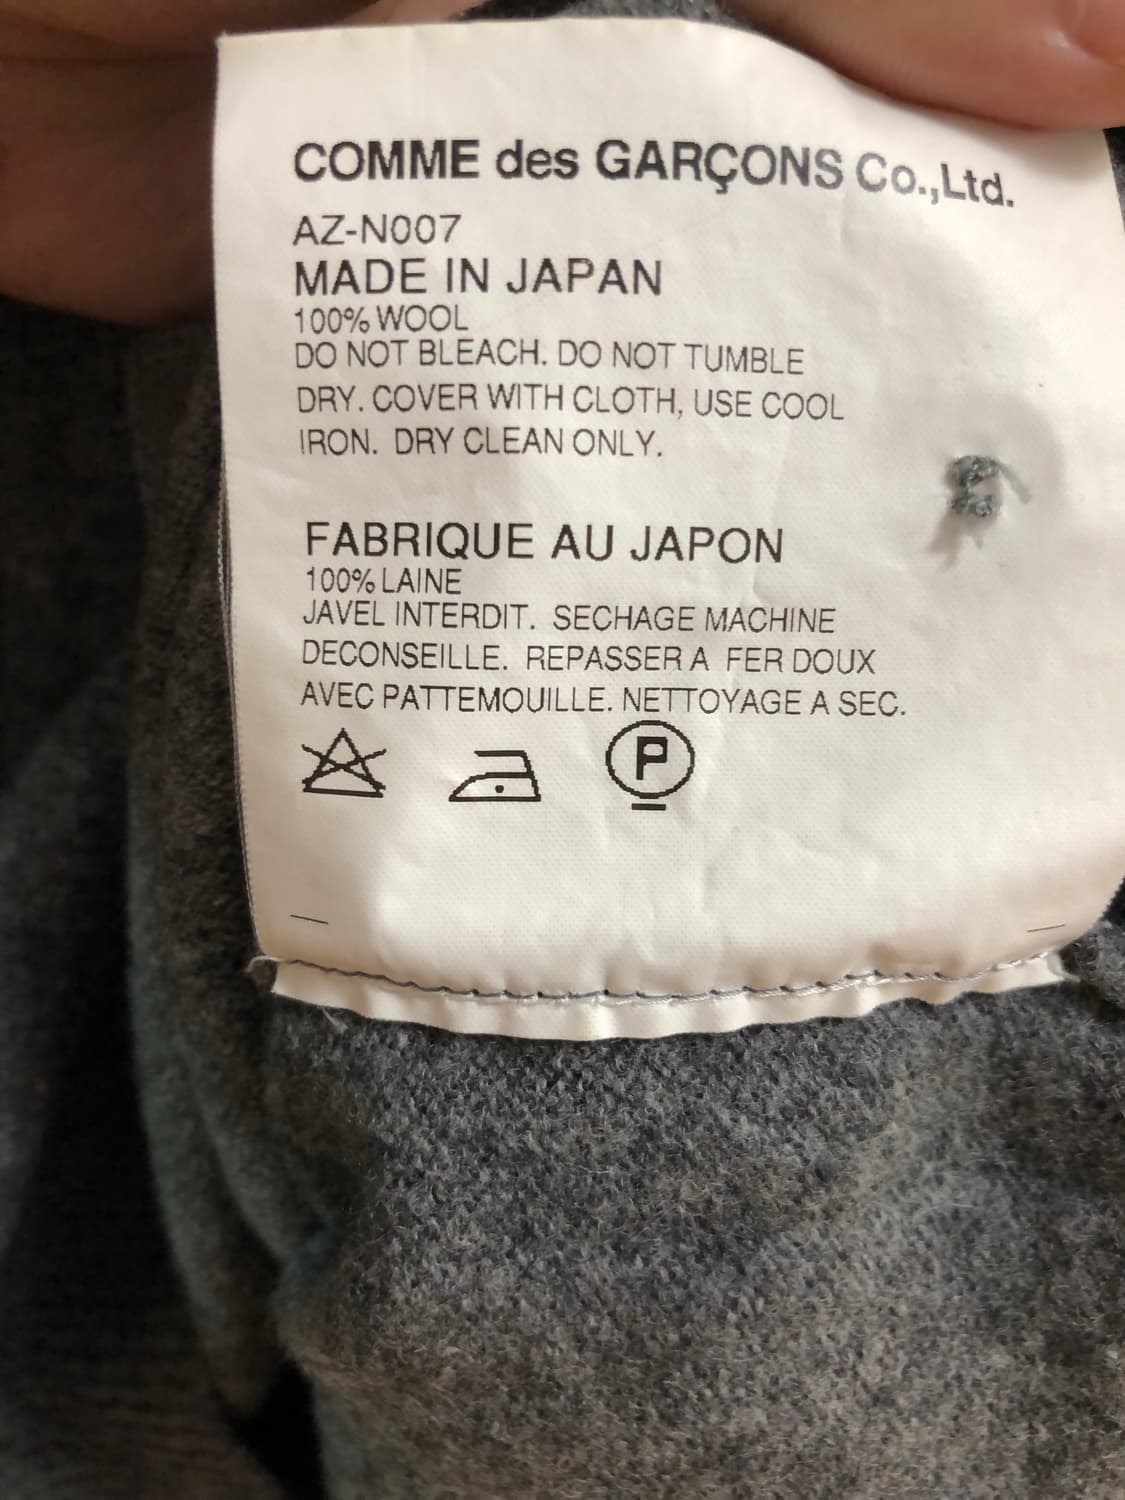 COMME des GARÇONS Co.,Ltd.
AZ-N007
MADE IN JAPAN
100% WOOL
DO NOT BLEACH. DO NOT TUMBLE
DRY. COVER WITH CLOTH, USE COOL
IRON. DRY CLEAN ONLY.
FABRIQUE AU JAPON
100% LAINE
JAVEL INTERDIT. SECHAGE MACHINE
DECONSEILLE. REPASSER A FER DOUX
AVEC PATTEMOUILLE. NETTOYAGE A SEC.
P